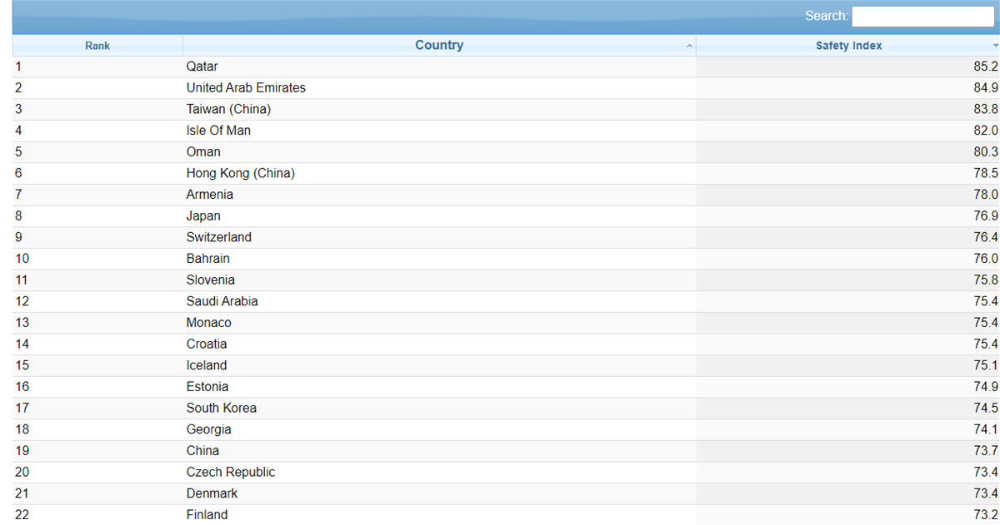 Search:
Rank Country Safety Index
1 Qatar 85.2
2 United Arab Emirates 84.9
3 Taiwan (China) 83.8
4 Isle Of Man 82.0
5 Oman 80.3
6 Hong Kong (China) 78.5
7 Armenia 78.0
8 Japan 76.9
9 Switzerland 76.4
10 Bahrain 76.0
11 Slovenia 75.8
12 Saudi Arabia 75.4
13 Monaco 75.4
14 Croatia 75.4
15 Iceland 75.1
16 Estonia 74.9
17 South Korea 74.5
18 Georgia 74.1
19 China 73.7
20 Czech Republic 73.4
21 Denmark 73.4
22 Finland 73.2